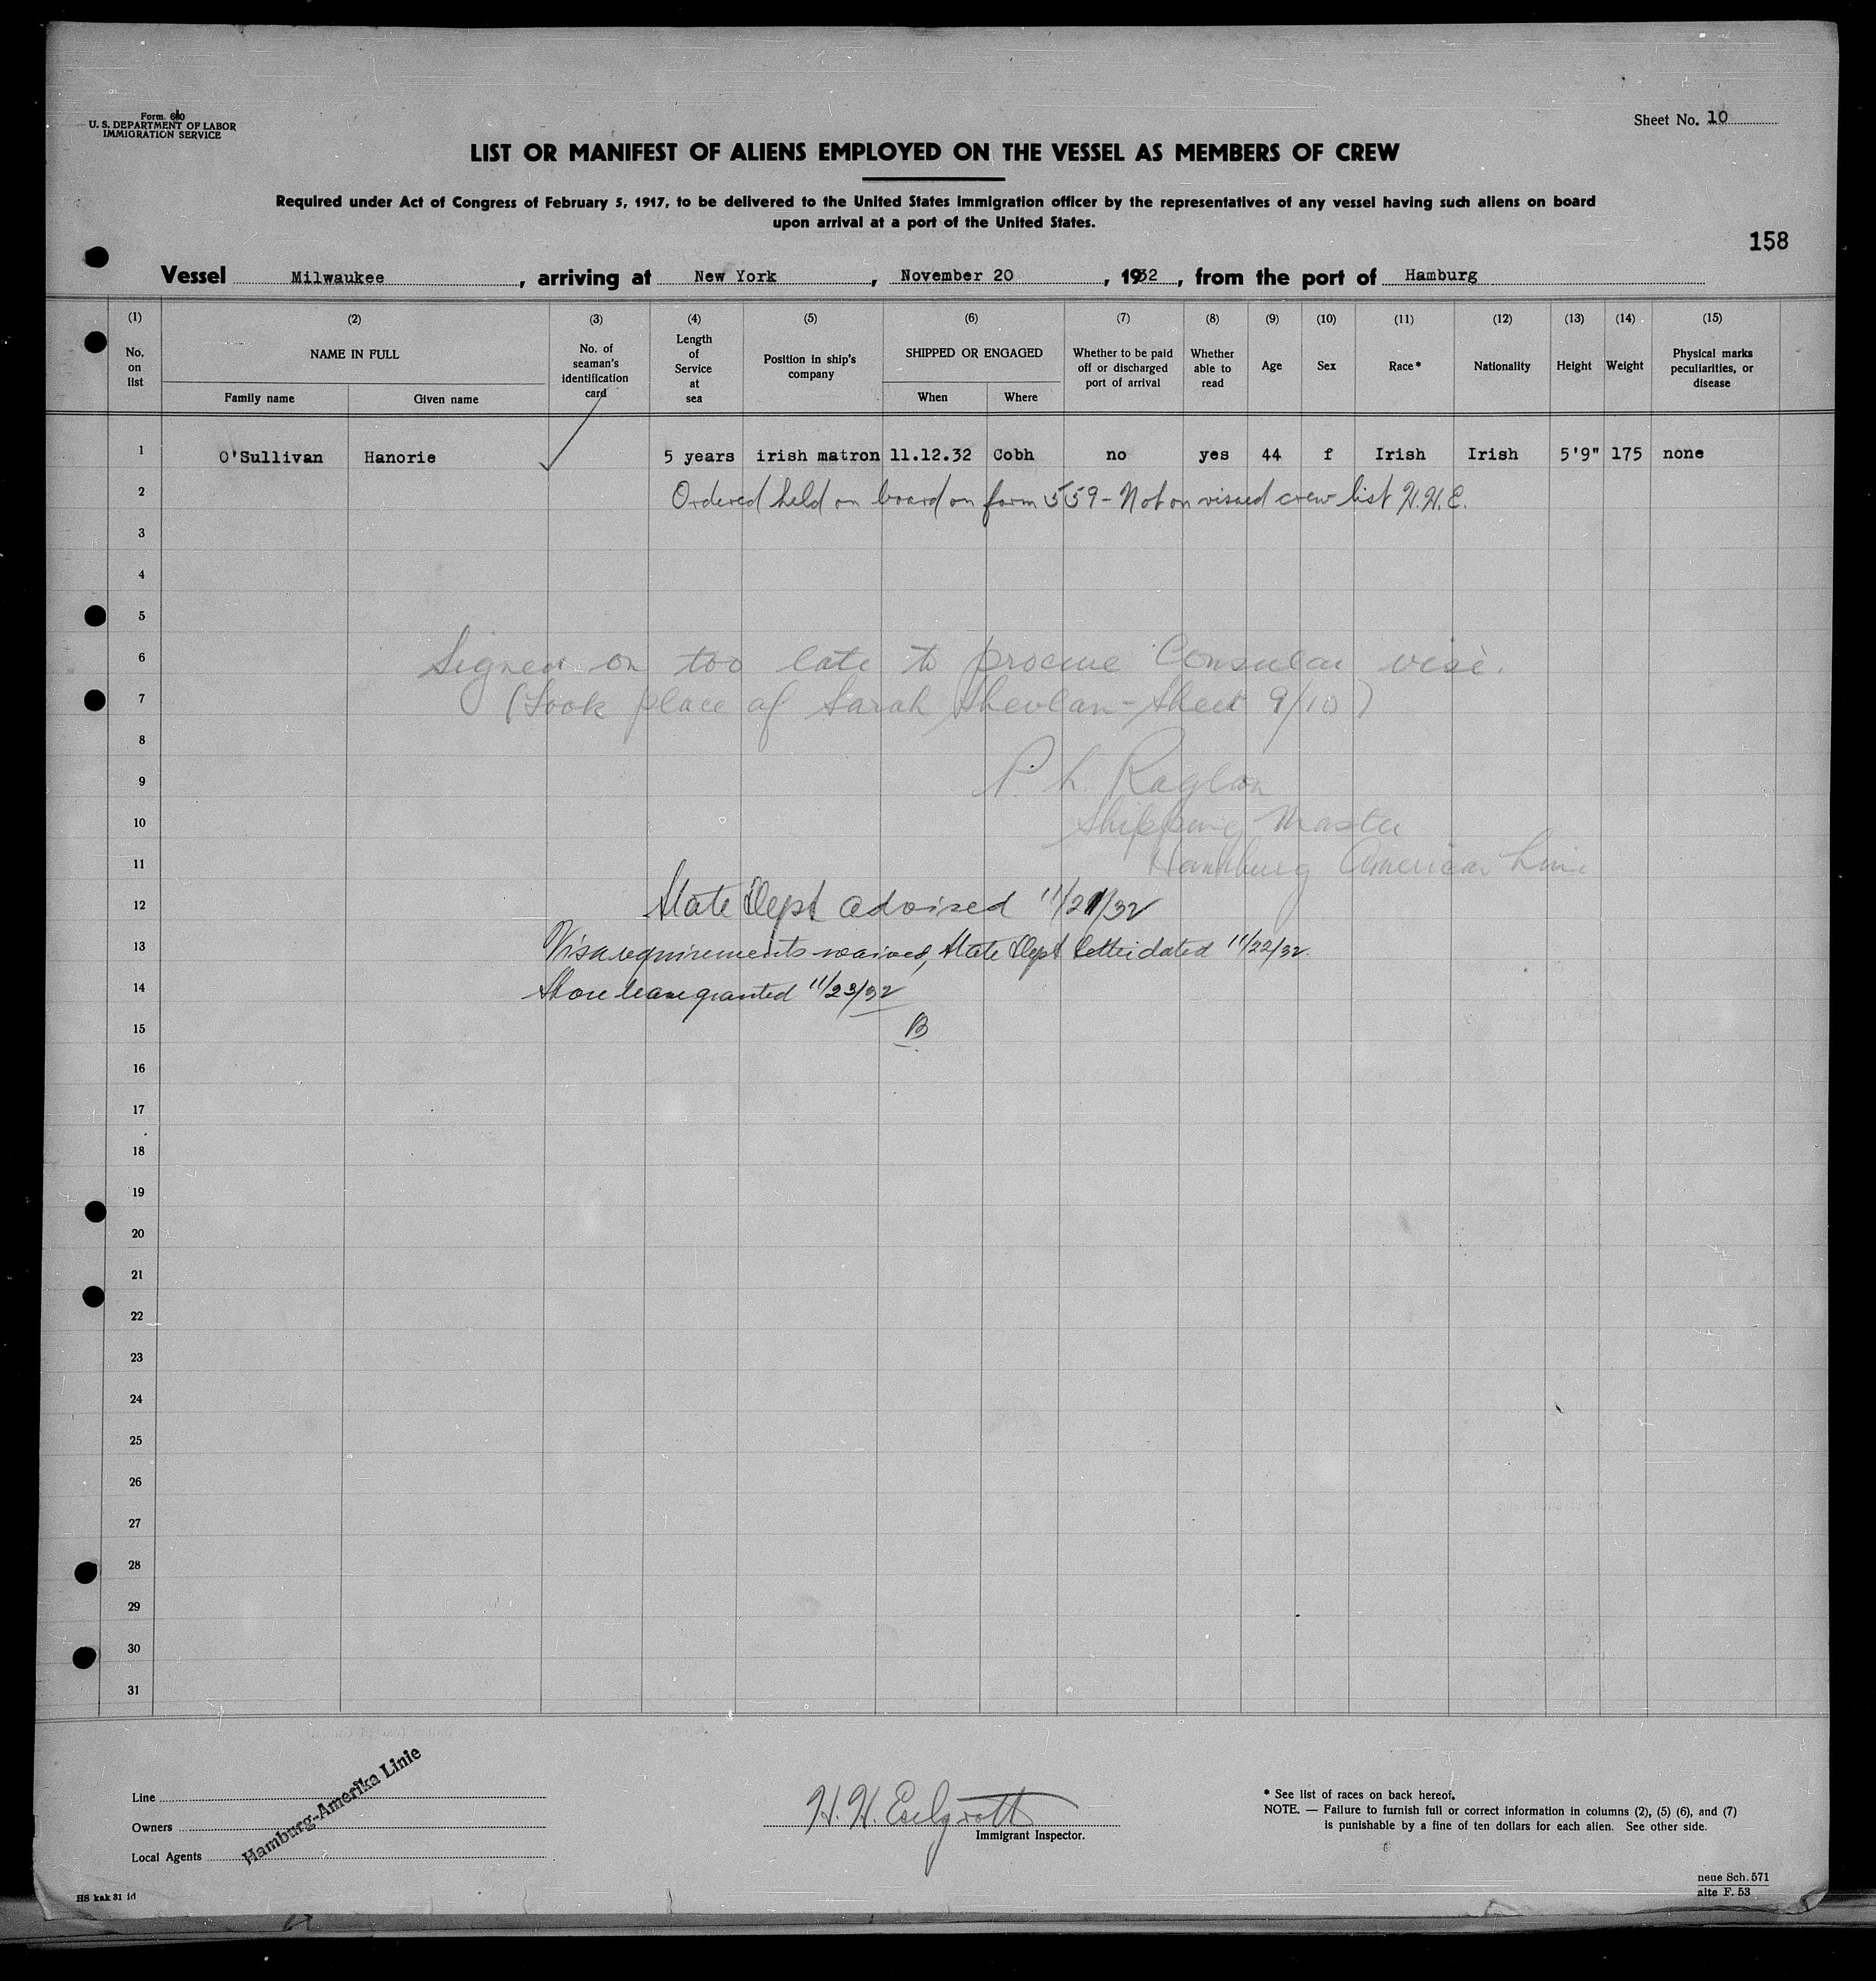 Form. 680
U. S. DEPARTMENT OF LABOR
IMMIGRATION SERVICE
Sheet No. 10
LIST OR MANIFEST OF ALIENS EMPLOYED ON THE VESSEL AS MEMBERS OF CREW
Required under Act of Congress of February 5, 1917, to be delivered to the United States immigration officer by the representatives of any vessel having such aliens on board
upon arrival at a port of the United States.
158
Vessel Milwaukee, arriving at New York, November 20, 1932, from the port of Hamburg
(1) (2) (3) (4) (5) (6) (7) (8) (9) (10) (11) (12) (13) (14) (15)
No. on list
NAME IN FULL
Family name Given name
No. of seaman's identification card
Length of Service at sea
Position in ship's company
SHIPPED OR ENGAGED
When Where
Whether to be paid off or discharged port of arrival
Whether able to read
Age
Sex
Race*
Nationality
Height
Weight
Physical marks peculiarities, or disease
1 O'Sullivan Hanorie 5 years irish matron 11.12.32 Cobh no yes 44 f Irish Irish 5'9" 175 none
2 Ordered held on board on form 559 - Not on visaed crew list H.H.E.
3
4
5
6 Signed on too late to procure Consular visè.
7 (Took place of Sarah Shevlan - Sheet 9/10)
8
9 P. h. Raglan
10 Shipping Master
11 Hamburg American Line
12 State Dept advised 11/21/32
13 Visa requirements waived, State Dept letter dated 11/22/32.
14 Shore leave granted 11/23/32
15 B
16
17
18
19
20
21
22
23
24
25
26
27
28
29
30
31
Line
Owners
Local Agents
Hamburg-Amerika Linie
H. H. Eselgroth
Immigrant Inspector.
* See list of races on back hereof.
NOTE. — Failure to furnish full or correct information in columns (2), (5) (6), and (7)
is punishable by a fine of ten dollars for each alien. See other side.
HS kak 31 id
neue Sch. 571
alte F. 53